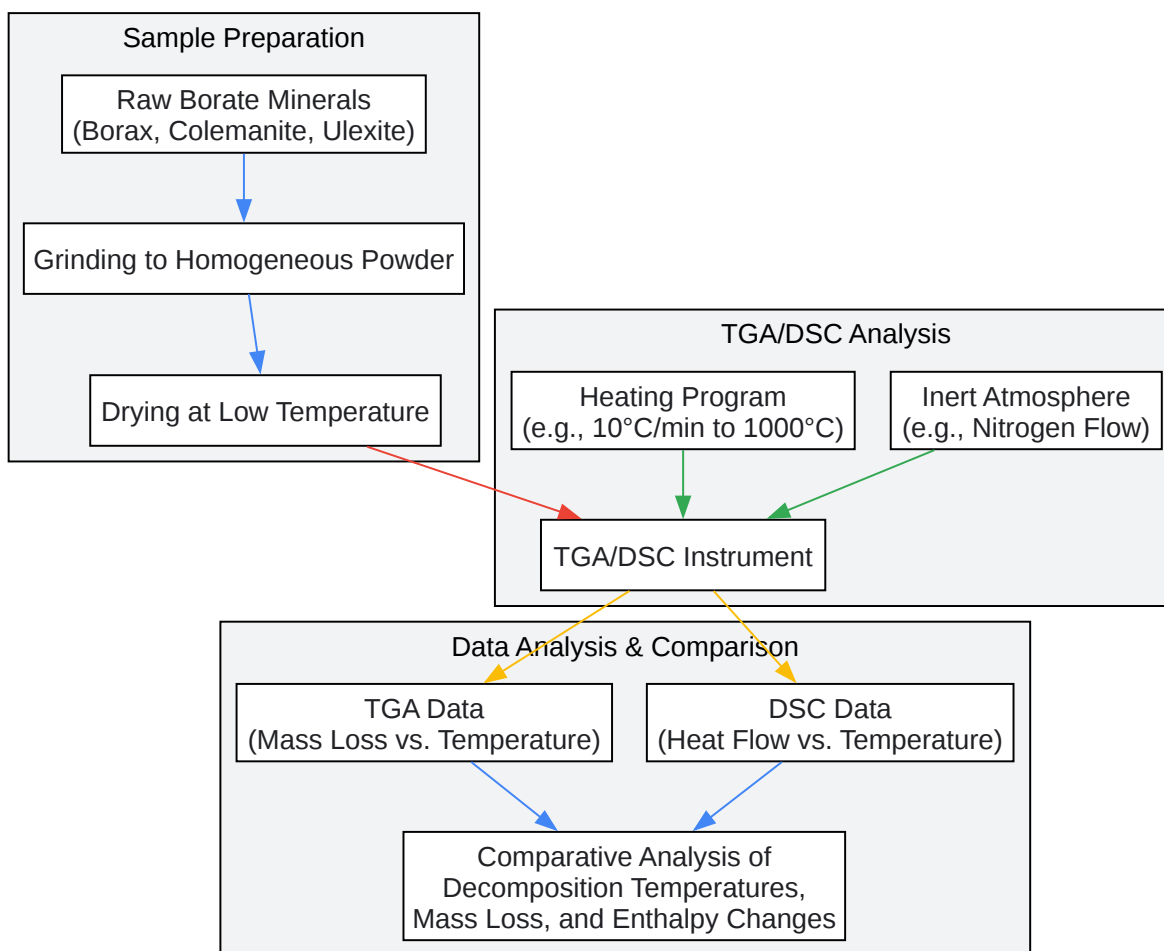 Sample Preparation
Raw Borate Minerals
(Borax, Colemanite, Ulexite)
Grinding to Homogeneous Powder
Drying at Low Temperature
TGA/DSC Analysis
Heating Program
(e.g., 10°C/min to 1000°C)
Inert Atmosphere
(e.g., Nitrogen Flow)
TGA/DSC Instrument
Data Analysis & Comparison
TGA Data
(Mass Loss vs. Temperature)
DSC Data
(Heat Flow vs. Temperature)
Comparative Analysis of
Decomposition Temperatures,
Mass Loss, and Enthalpy Changes